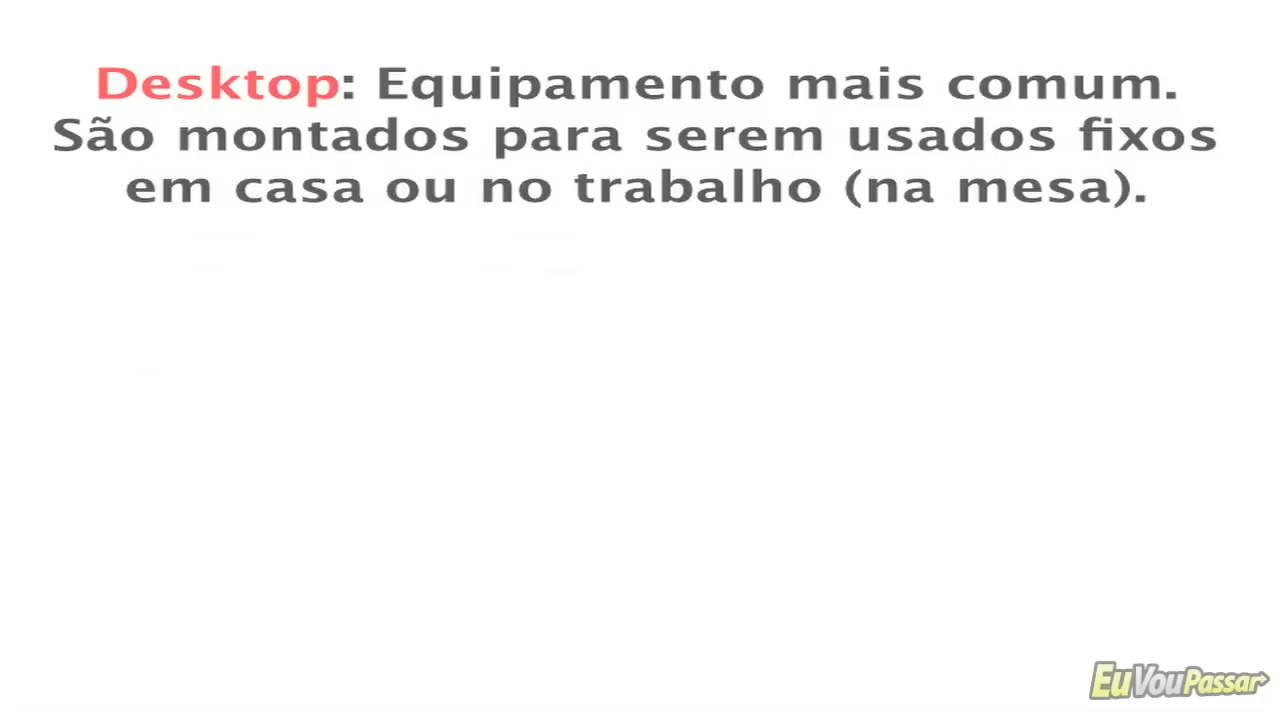 Desktop: Equipamento mais comum.
São montados para serem usados fixos
em casa ou no trabalho (na mesa).
EuVouPassar